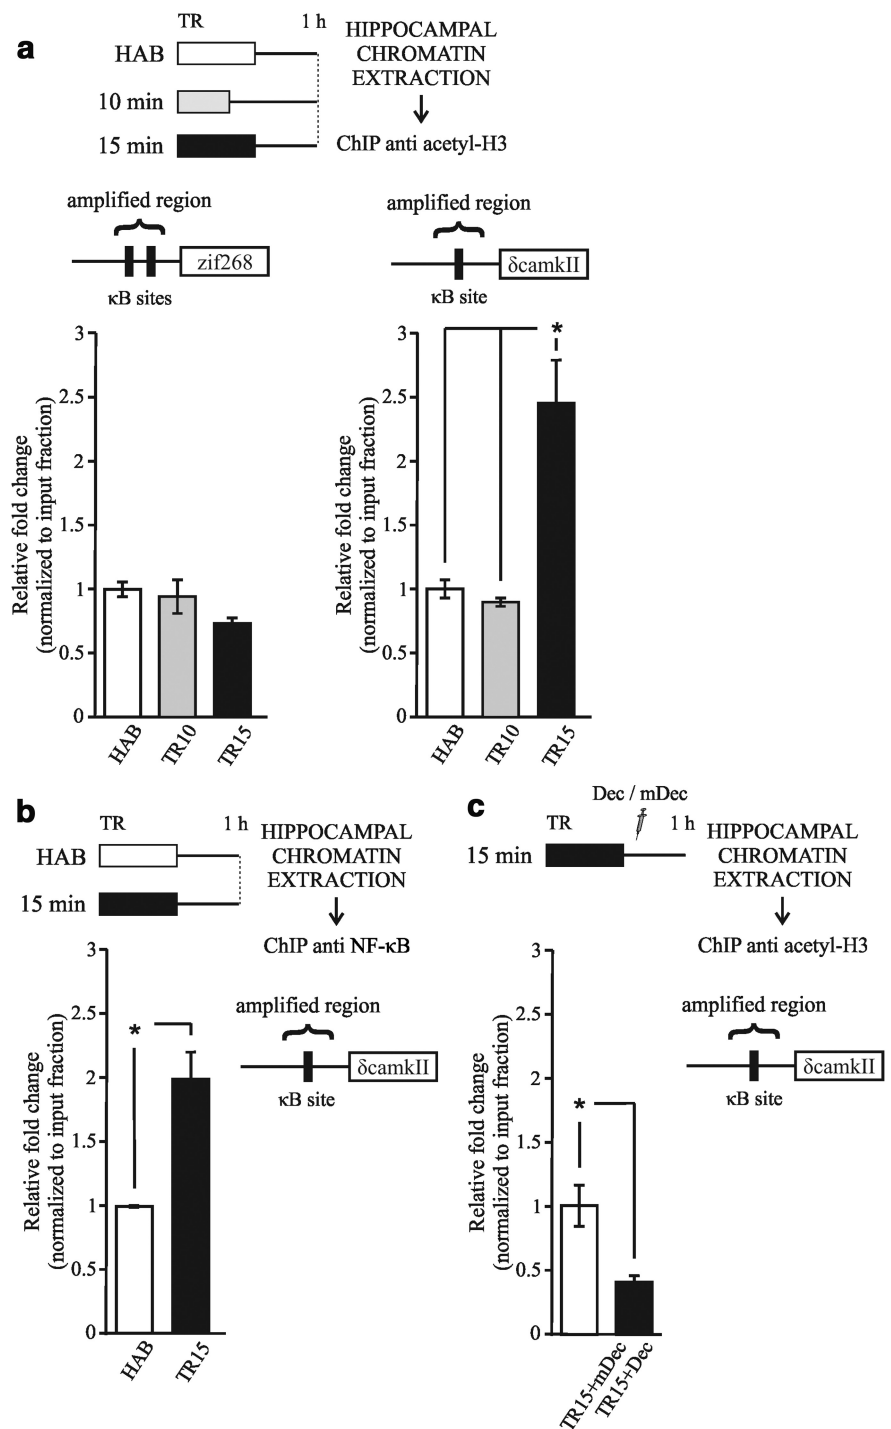 a
TR 1 h
HAB
10 min
15 min
HIPPOCAMPAL
CHROMATIN
EXTRACTION
ChIP anti acetyl-H3
amplified region
zif268
κB sites
Relative fold change
(normalized to input fraction)
3
2.5
2
1.5
1
0.5
0
HAB
TR10
TR15
amplified region
δcamkII
κB site
Relative fold change
(normalized to input fraction)
3
2.5
2
1.5
1
0.5
0
*
HAB
TR10
TR15
b
TR 1 h
HAB
15 min
HIPPOCAMPAL
CHROMATIN
EXTRACTION
ChIP anti NF-κB
amplified region
δcamkII
κB site
Relative fold change
(normalized to input fraction)
3
2.5
2
1.5
1
0.5
0
*
HAB
TR15
c
Dec / mDec
TR 1 h
15 min
HIPPOCAMPAL
CHROMATIN
EXTRACTION
ChIP anti acetyl-H3
amplified region
δcamkII
κB site
Relative fold change
(normalized to input fraction)
3
2.5
2
1.5
1
0.5
0
*
TR15+mDec
TR15+Dec